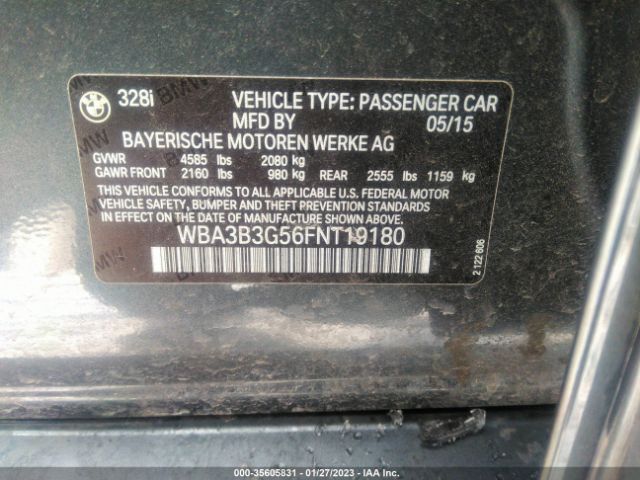 328i VEHICLE TYPE: PASSENGER CAR
MFD BY 05/15
BAYERISCHE MOTOREN WERKE AG
GVWR 4585 lbs 2080 kg
GAWR FRONT 2160 lbs 980 kg REAR 2555 lbs 1159 kg
THIS VEHICLE CONFORMS TO ALL APPLICABLE U.S. FEDERAL MOTOR
VEHICLE SAFETY, BUMPER AND THEFT PREVENTION STANDARDS
IN EFFECT ON THE DATE OF MANUFACTURE SHOWN ABOVE.
WBA3B3G56FNT19180
2 122 606
BMW
000-35605831 - 01/27/2023 - IAAI.COM